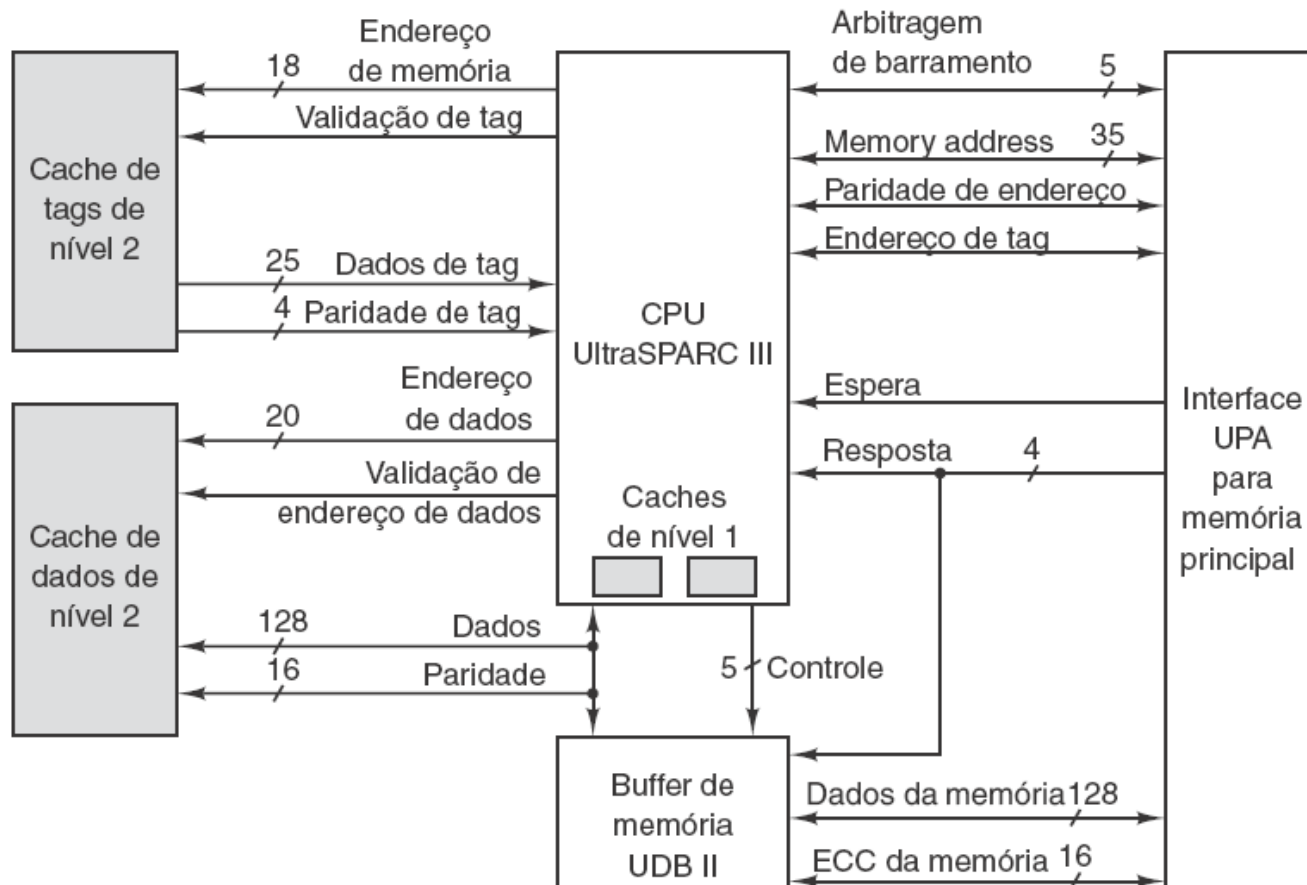 Endereço
de memória
18
Validação de tag
Cache de
tags de
nível 2
25
Dados de tag
4
Paridade de tag
Endereço
de dados
20
Validação de
endereço de dados
Cache de
dados de
nível 2
128
Dados
16
Paridade
CPU
UltraSPARC III
Caches
de nível 1
5
Controle
Buffer de
memória
UDB II
Arbitragem
de barramento
5
Memory address
35
Paridade de endereço
Endereço de tag
Espera
Resposta
4
Interface
UPA
para
memória
principal
Dados da memória
128
ECC da memória
16